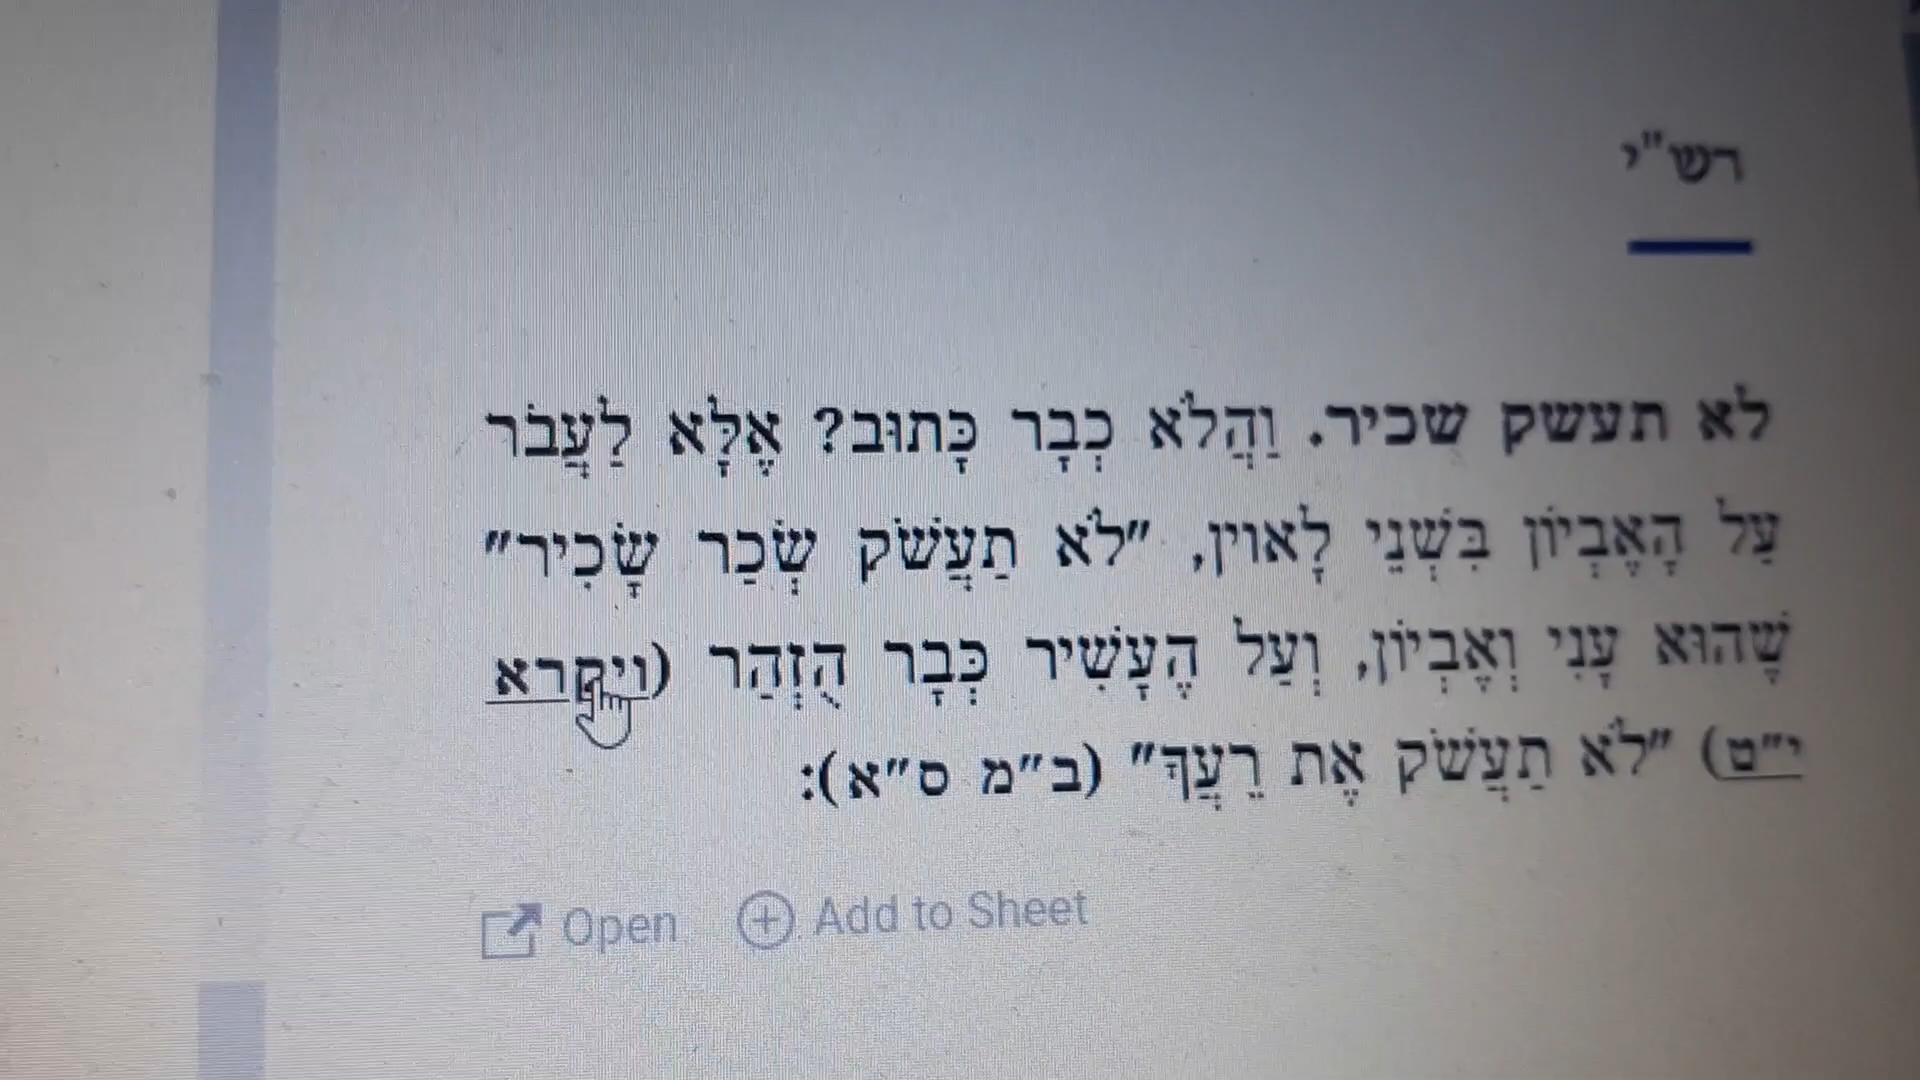 רש"י
לא תעשק שכיר. וַהֲלֹא כְבָר כָּתוּב? אֶלָּא לַעֲבֹר
עַל הָאֶבְיוֹן בִּשְׁנֵי לָאוִין, "לֹא תַעֲשֹׁק שְׂכַר שָׂכִיר"
שֶׁהוּא עָנִי וְאֶבְיוֹן, וְעַל הֶעָשִׁיר כְּבָר הֻזְהַר (ויקרא
י"ט) "לֹא תַעֲשֹׁק אֶת רֵעֲךָ" (ב"מ ס"א):
Open Add to Sheet